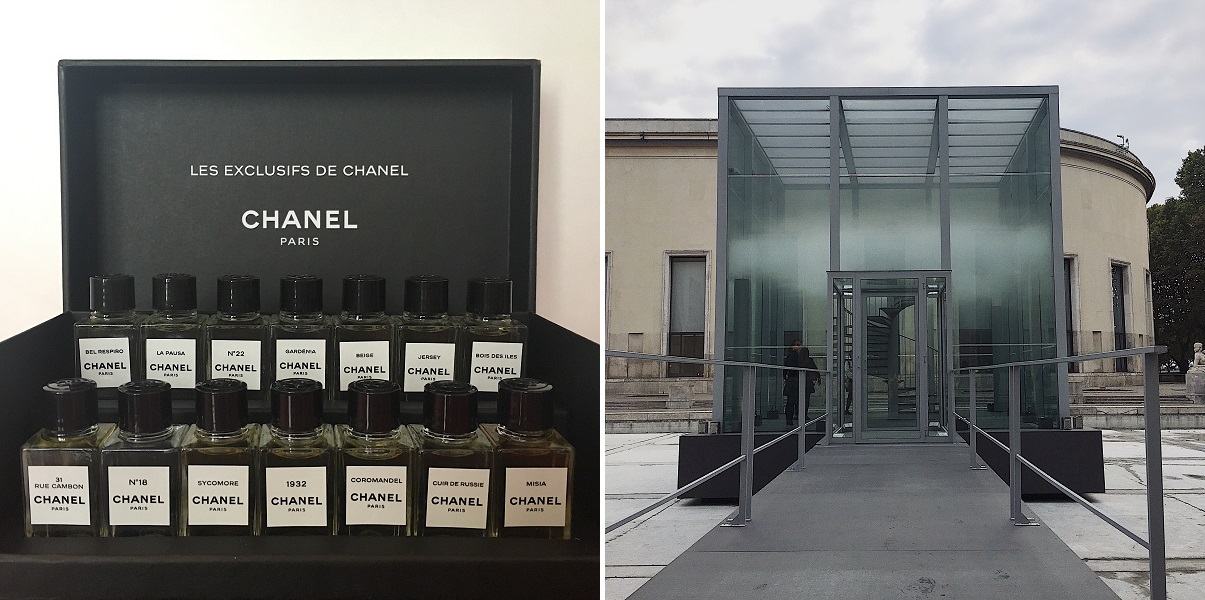 LES EXCLUSIFS DE CHANEL
CHANEL
PARIS
BEL RESPIRO
CHANEL
PARIS
LA PAUSA
CHANEL
PARIS
N°22
CHANEL
PARIS
GARDÉNIA
CHANEL
PARIS
BEIGE
CHANEL
PARIS
JERSEY
CHANEL
PARIS
BOIS DES ILES
CHANEL
PARIS
31
RUE CAMBON
CHANEL
PARIS
N°18
CHANEL
PARIS
SYCOMORE
CHANEL
PARIS
1932
CHANEL
PARIS
COROMANDEL
CHANEL
PARIS
CUIR DE RUSSIE
CHANEL
PARIS
MISIA
CHANEL
PARIS